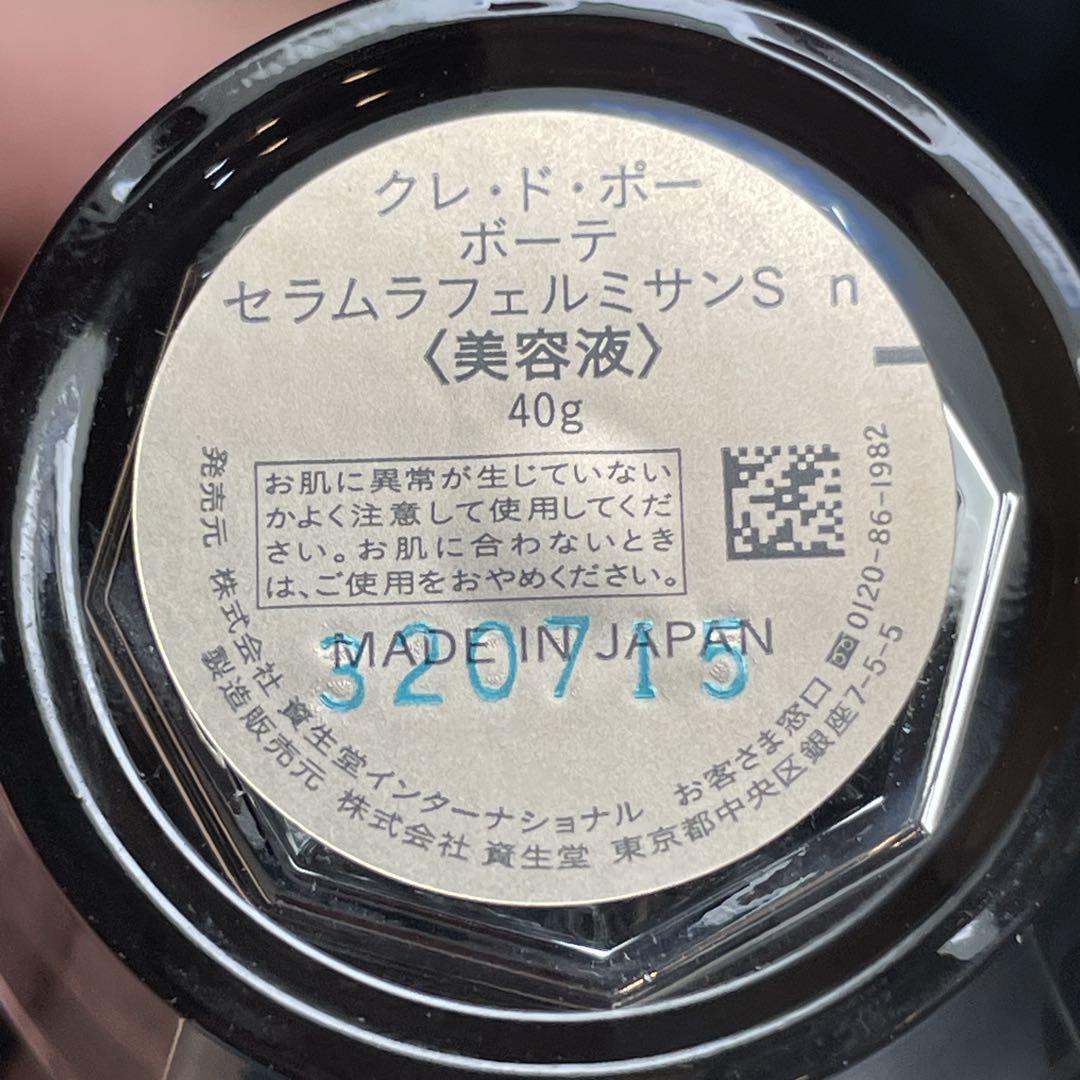 クレ・ド・ポー
ボーテ
セラムラフェルミサンS n
〈美容液〉
40g
お肌に異常が生じていない
かよく注意して使用してくだ
さい。お肌に合わないとき
は、ご使用をおやめください。
MADE IN JAPAN
320715
発売元 株式会社 資生堂インターナショナル お客さま窓口 0120-86-1982
製造販売元 株式会社 資生堂 東京都中央区銀座7-5-5